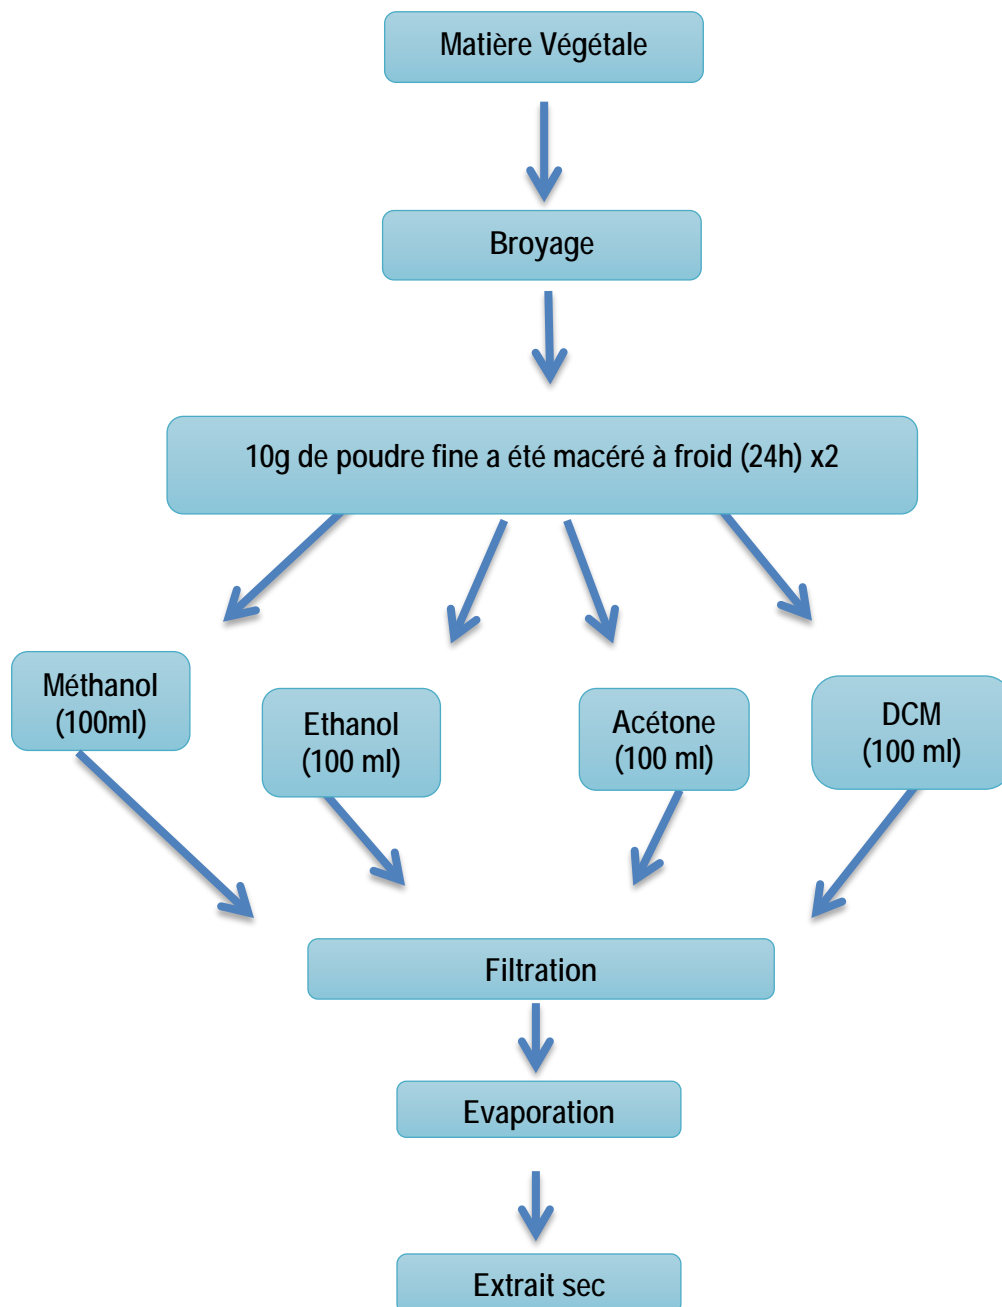 Matière Végétale
Broyage
10g de poudre fine a été macéré à froid (24h) x2
Méthanol
(100ml)
Ethanol
(100 ml)
Acétone
(100 ml)
DCM
(100 ml)
Filtration
Evaporation
Extrait sec